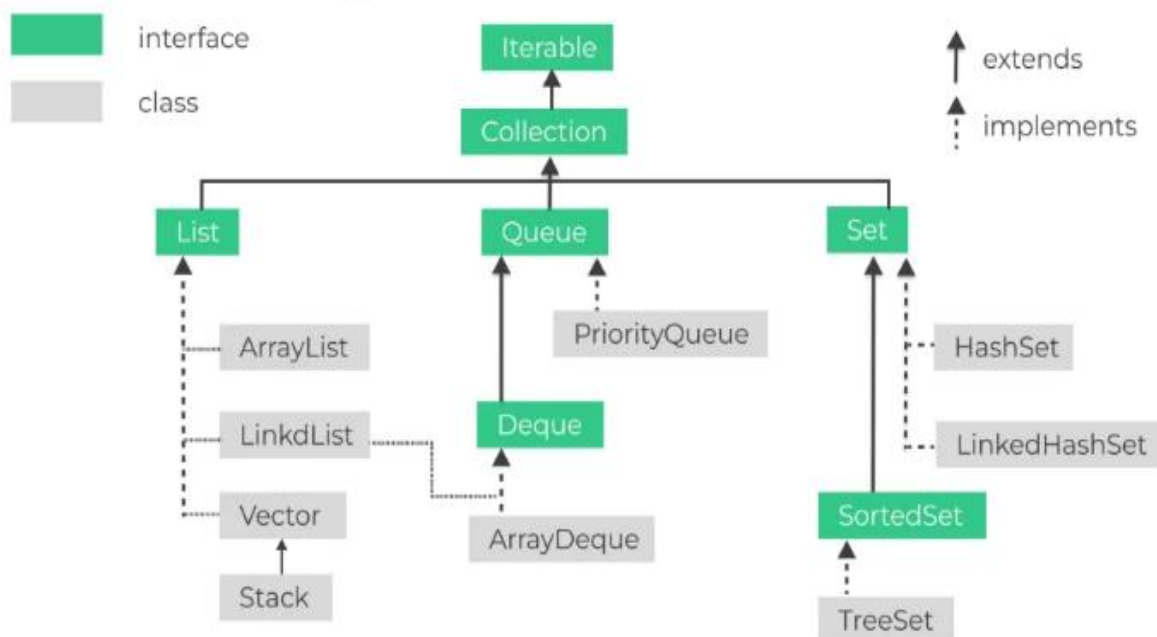 interface
class
Iterable
Collection
extends
implements
List
Queue
Set
ArrayList
PriorityQueue
HashSet
LinkdList
Deque
LinkedHashSet
Vector
ArrayDeque
SortedSet
Stack
TreeSet